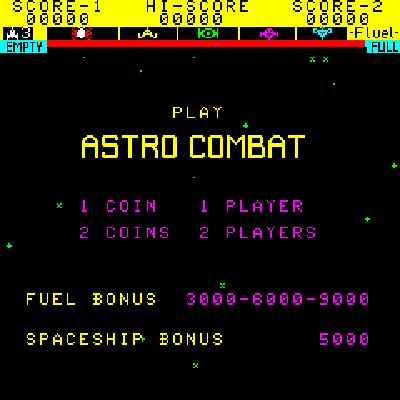 SCORE-1 HI-SCORE SCORE-2
00000 00000 00000
3 -Fluel-
EMPTY FULL
PLAY
ASTRO COMBAT
1 COIN 1 PLAYER
2 COINS 2 PLAYERS
FUEL BONUS 3000-6000-9000
SPACESHIP BONUS 5000